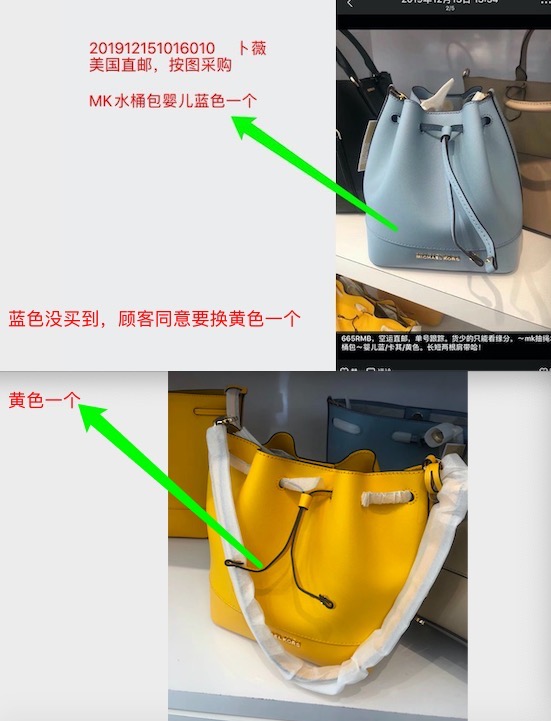 2019年12月15日 13:54
2/5
201912151016010 卜薇
美国直邮，按图采购
MK水桶包婴儿蓝色一个
MICHAEL KORS
蓝色没买到，顾客同意要换黄色一个
665RMB，空运直邮，单号跟踪。货少的只能看缘分，～mk抽绳水
桶包～婴儿蓝/卡其/黄色。长短两根肩带哈！
黄色一个